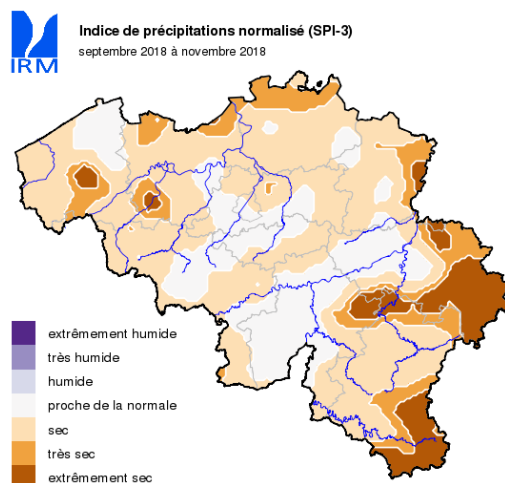 Indice de précipitations normalisé (SPI-3)
septembre 2018 à novembre 2018
IRM
extrêmement humide
très humide
humide
proche de la normale
sec
très sec
extrêmement sec